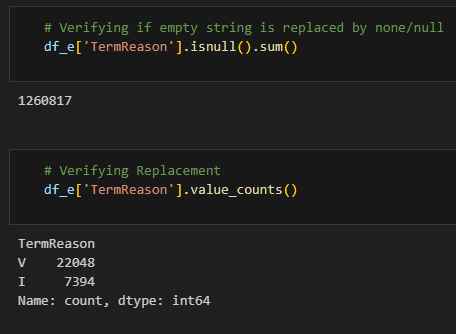 # Verifying if empty string is replaced by none/null
df_e['TermReason'].isnull().sum()
1260817
# Verifying Replacement
df_e['TermReason'].value_counts()
TermReason
V    22048
I     7394
Name: count, dtype: int64